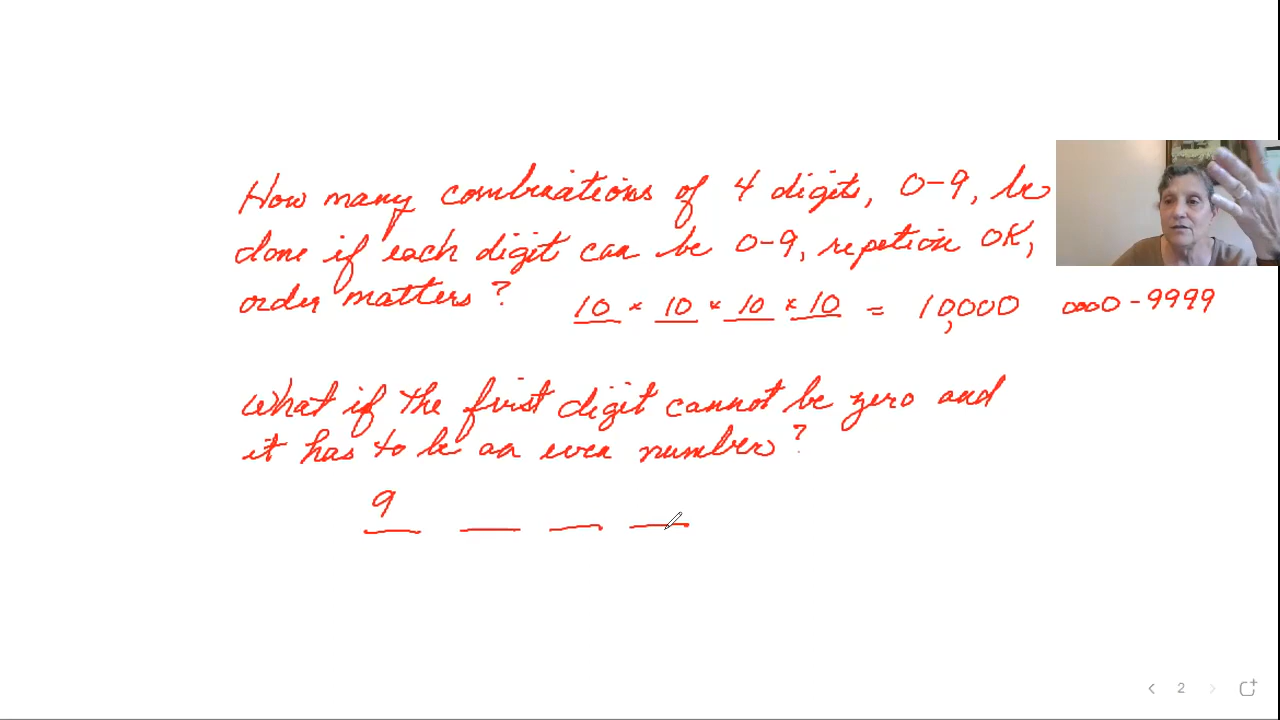 How many combinations of 4 digits, 0-9, be
done if each digit can be 0-9, repetion OK,
order matters? 10 × 10 × 10 × 10 = 10,000 0000 - 9999
What if the first digit cannot be zero and
it has to be an even number?
9
2